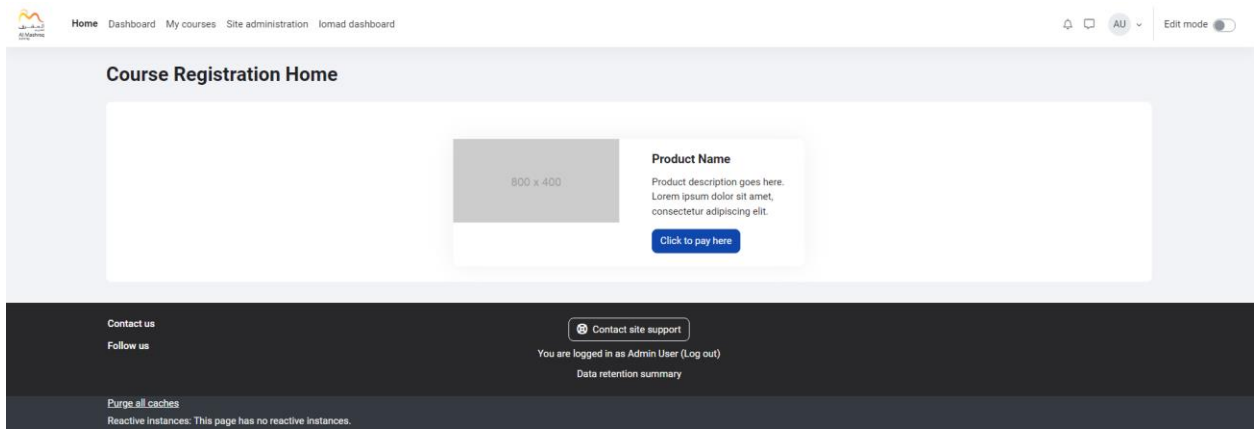 Home Dashboard My courses Site administration Iomad dashboard AU Edit mode
Course Registration Home
800 x 400
Product Name
Product description goes here.
Lorem ipsum dolor sit amet,
consectetur adipiscing elit.
Click to pay here
Contact us
Follow us
Contact site support
You are logged in as Admin User (Log out)
Data retention summary
Purge all caches
Reactive instances: This page has no reactive instances.